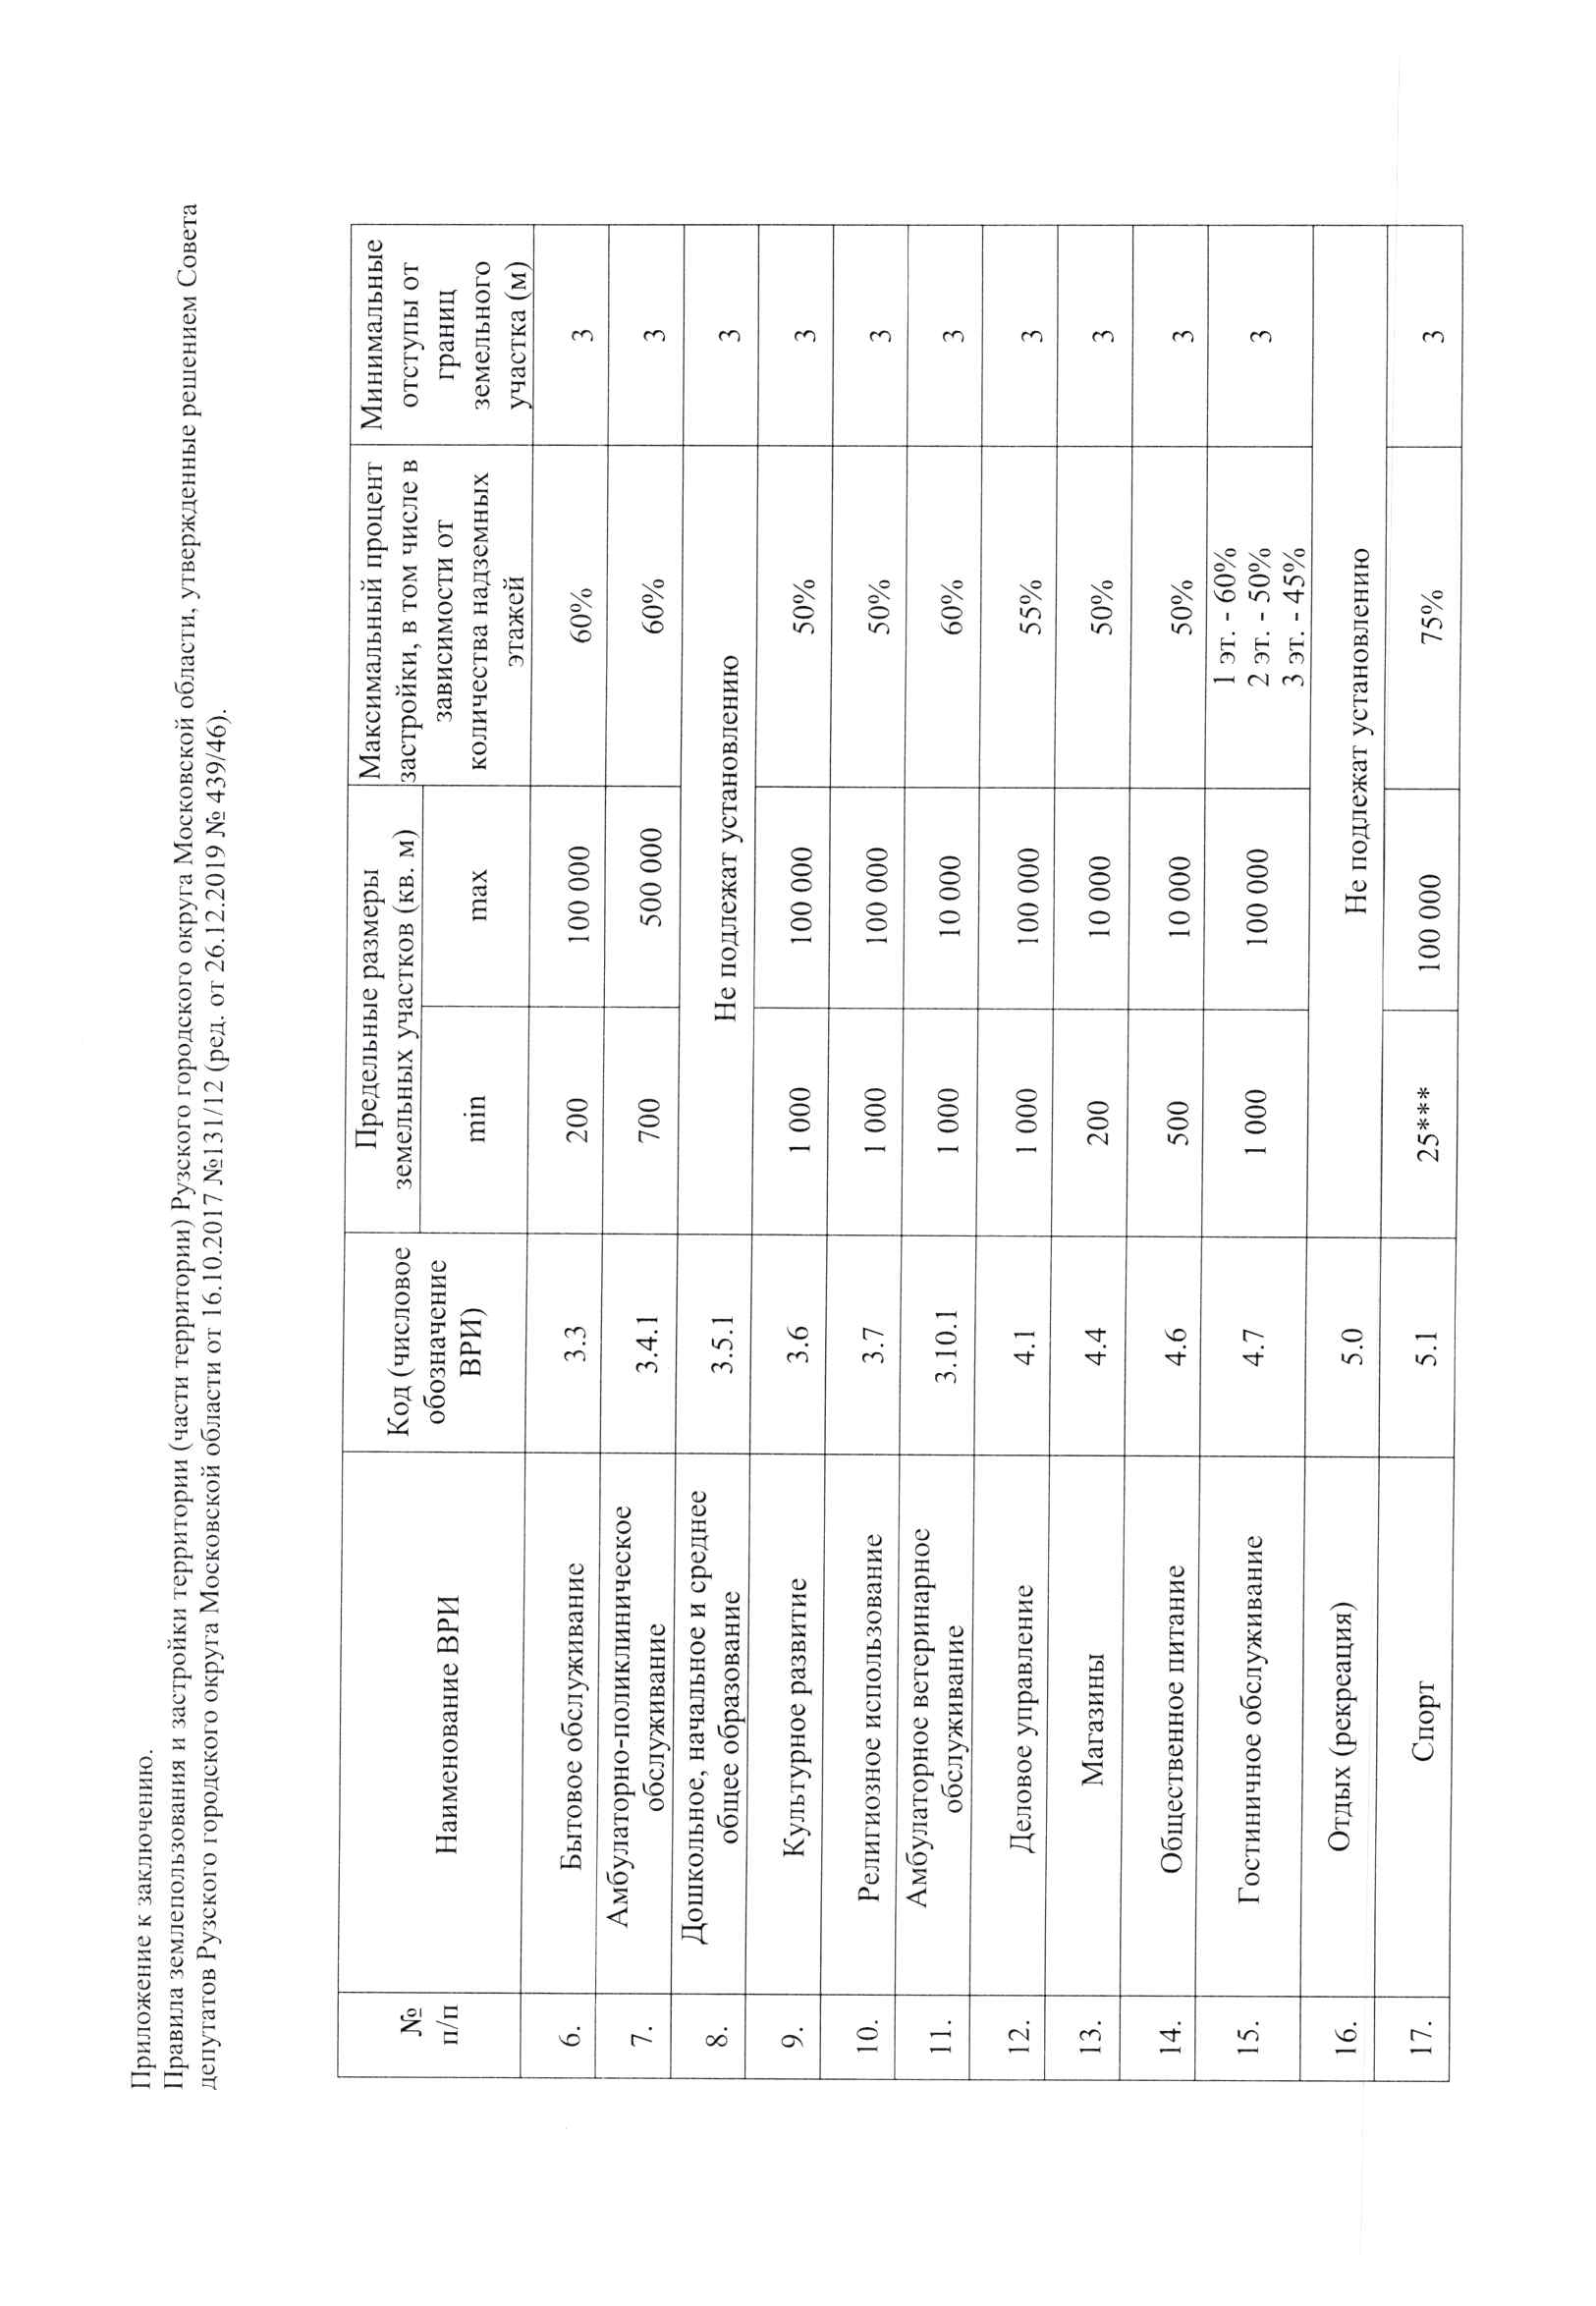 Приложение к заключению.
Правила землепользования и застройки территории (части территории) Рузского городского округа Московской области, утвержденные решением Совета
депутатов Рузского городского округа Московской области от 16.10.2017 №131/12 (ред. от 26.12.2019 № 439/46).
№
п/п
Наименование ВРИ
Код (числовое
обозначение
ВРИ)
Предельные размеры
земельных участков (кв. м)
min
max
Максимальный процент
застройки, в том числе в
зависимости от
количества надземных
этажей
Минимальные
отступы от
границ
земельного
участка (м)
6. Бытовое обслуживание 3.3 200 100 000 60% 3
7. Амбулаторно-поликлиническое
обслуживание 3.4.1 700 500 000 60% 3
8. Дошкольное, начальное и среднее
общее образование 3.5.1 Не подлежат установлению 3
9. Культурное развитие 3.6 1 000 100 000 50% 3
10. Религиозное использование 3.7 1 000 100 000 50% 3
11. Амбулаторное ветеринарное
обслуживание 3.10.1 1 000 10 000 60% 3
12. Деловое управление 4.1 1 000 100 000 55% 3
13. Магазины 4.4 200 10 000 50% 3
14. Общественное питание 4.6 500 10 000 50% 3
15. Гостиничное обслуживание 4.7 1 000 100 000 1 эт. - 60%
2 эт. - 50%
3 эт. - 45%
3
16. Отдых (рекреация) 5.0 Не подлежат установлению
17. Спорт 5.1 25*** 100 000 75% 3